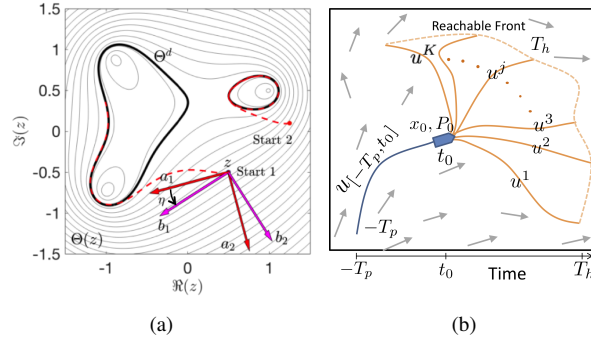 1.5
1
0.5
0
-0.5
-1
-1.5
ℑ(z)
-1
0
1
ℜ(z)
Θ^d
Start 2
z
Start 1
a_1
η
b_1
b_2
a_2
Θ(z)
(a)
Reachable Front
T_h
u^K
u^j
x_0, P_0
u^3
t_0
u^2
u_{[-T_p, t_0]}
u^1
-T_p
-T_p
t_0
Time
T_h
(b)